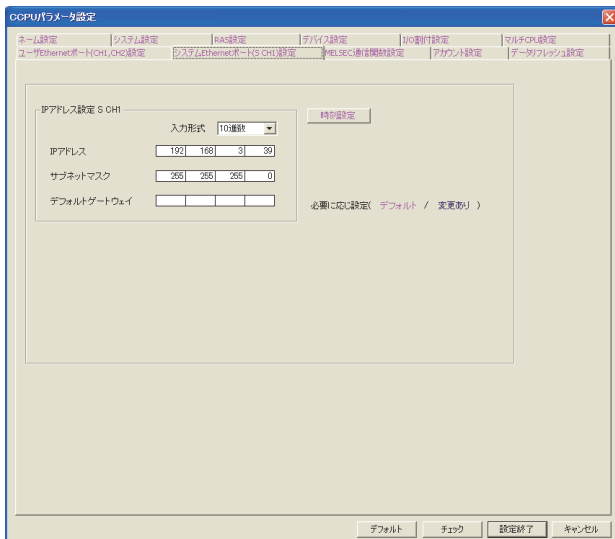 CCPUパラメータ設定
ネーム設定 システム設定 RAS設定 デバイス設定 I/O割付設定 マルチCPU設定
ユーザEthernetポート(CH1,CH2)設定 システムEthernetポート(S CH1)設定 MELSEC通信関数設定 アカウント設定 データリフレッシュ設定
IPアドレス設定 S CH1
時刻設定
入力形式 10進数
IPアドレス 192 168 3 39
サブネットマスク 255 255 255 0
デフォルトゲートウェイ
必要に応じ設定( デフォルト / 変更あり )
デフォルト チェック 設定終了 キャンセル